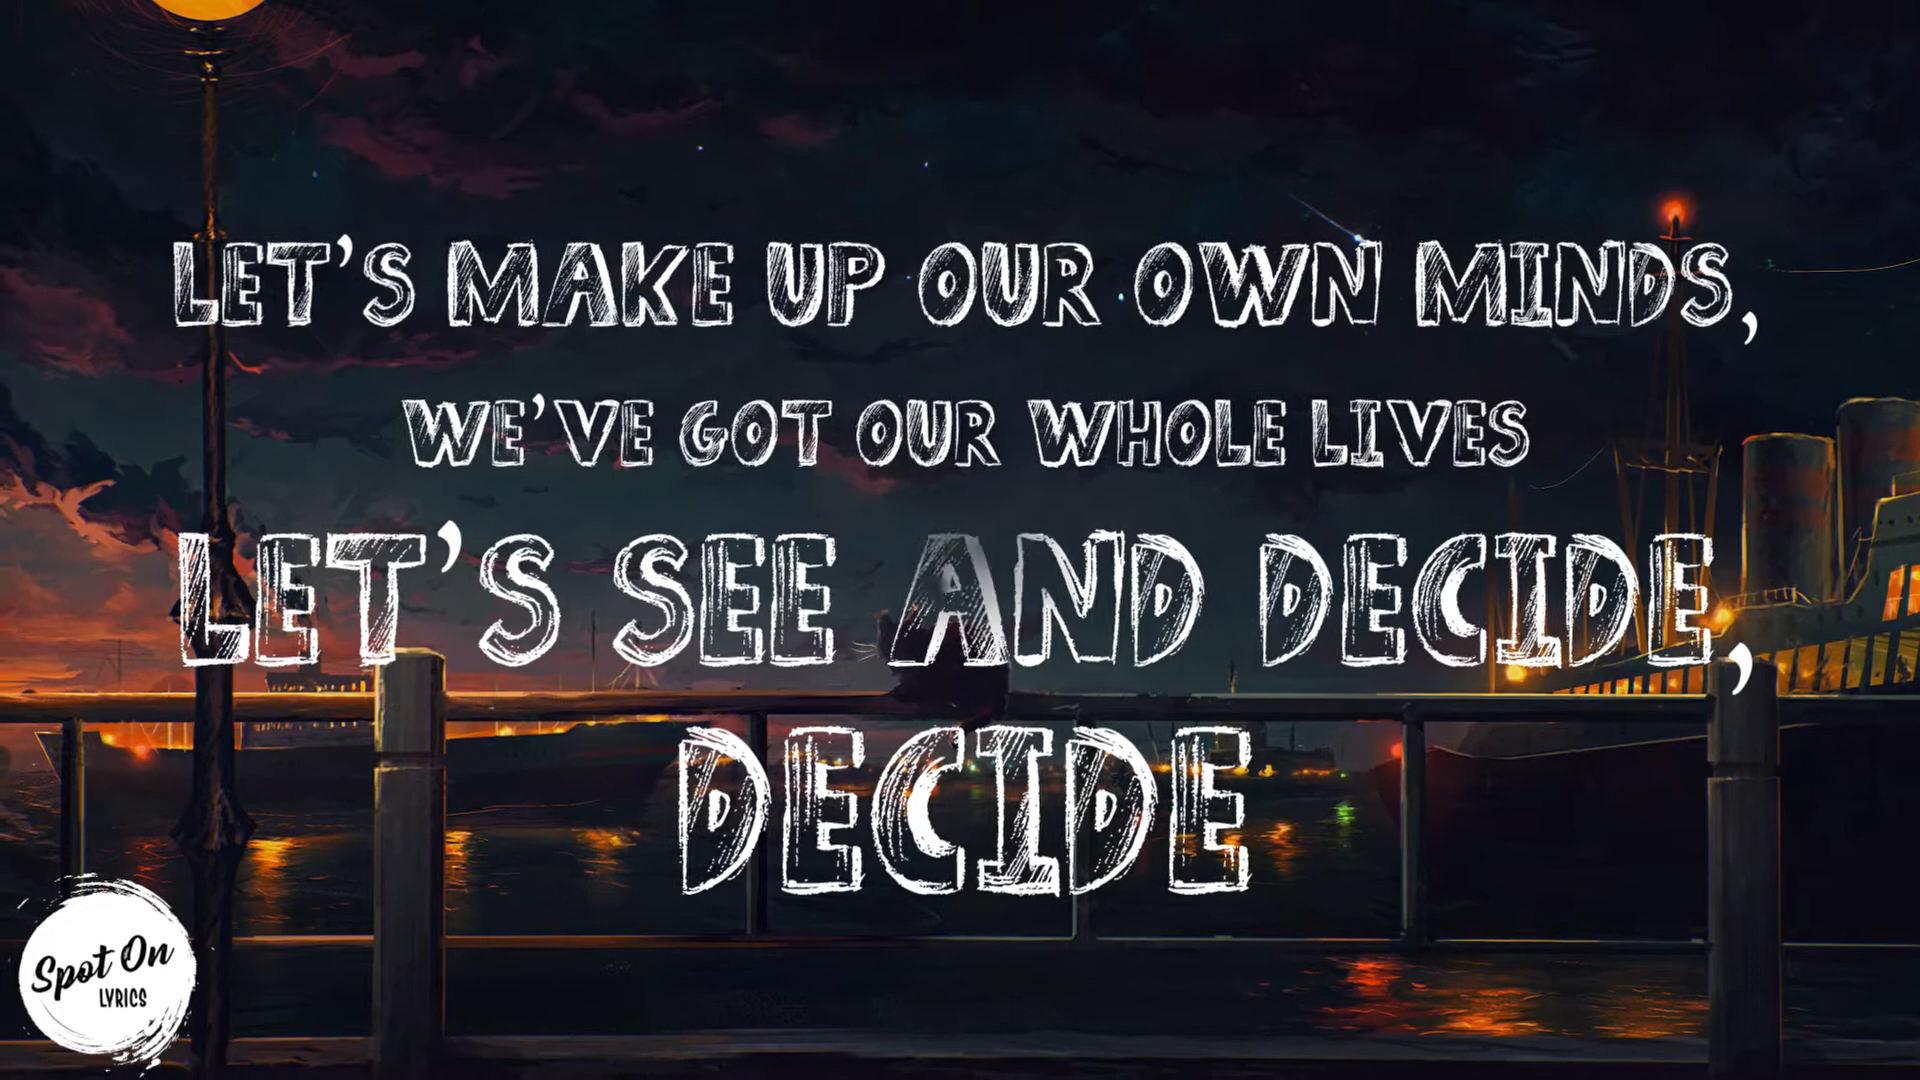 LET'S MAKE UP OUR OWN MINDS,
WE'VE GOT OUR WHOLE LIVES
LET'S SEE AND DECIDE,
DECIDE
Spot On
LYRICS